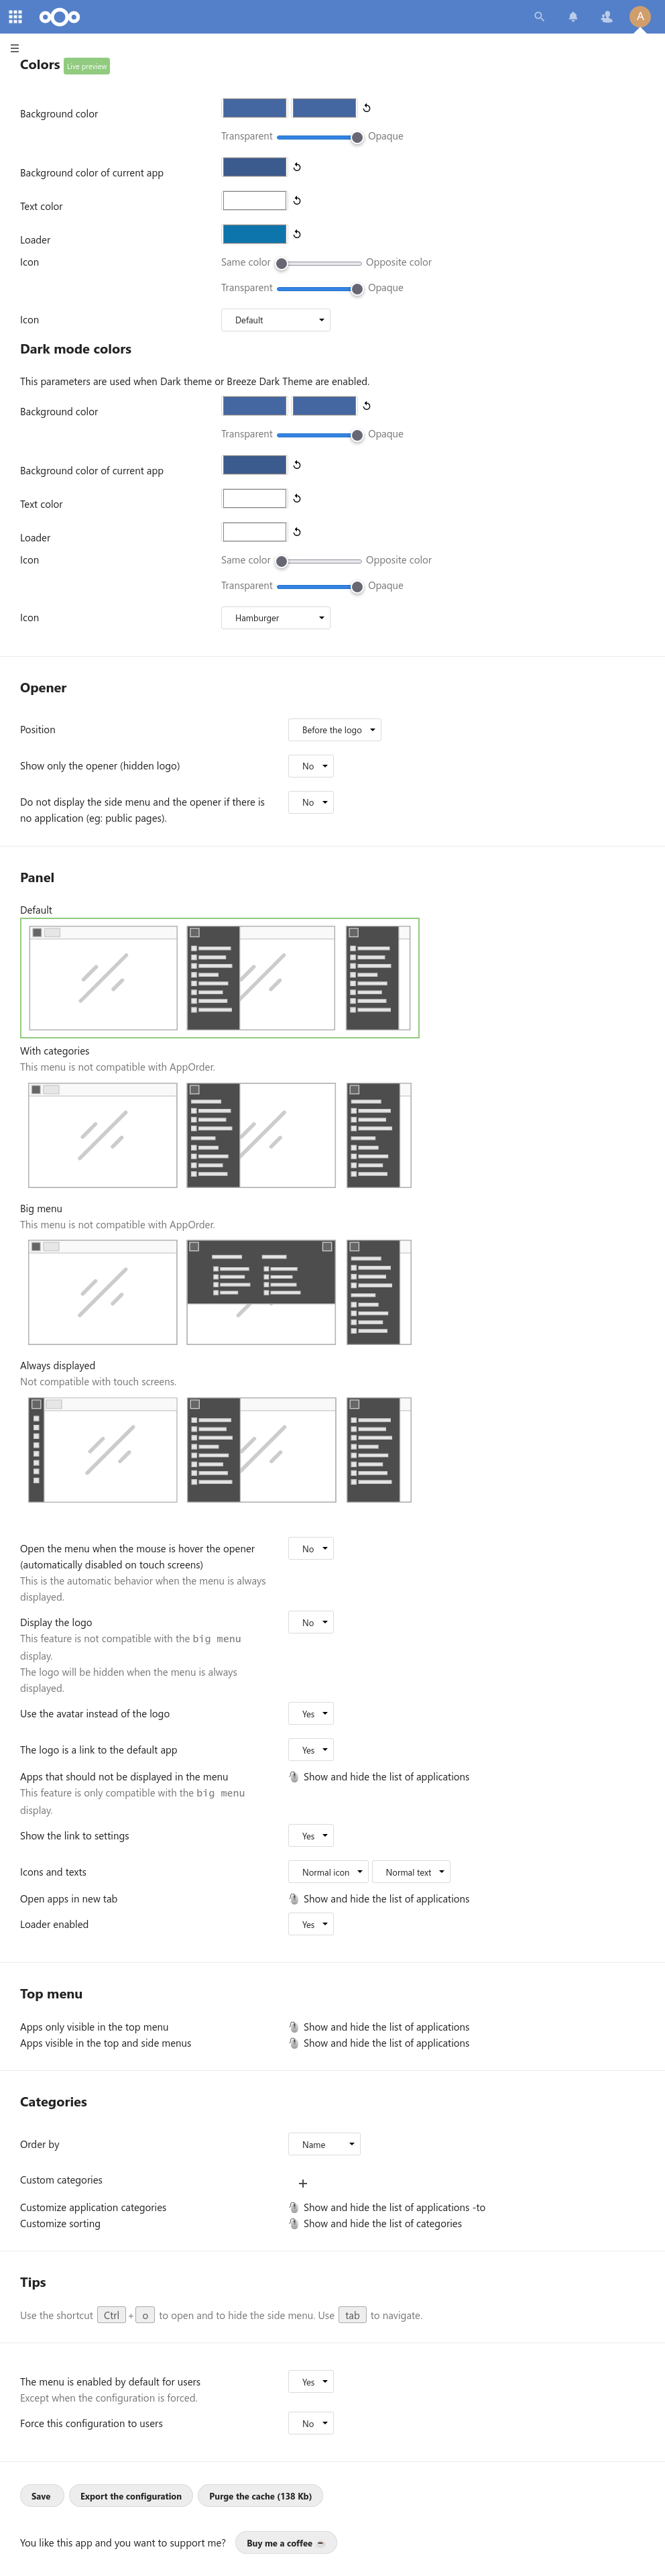 A
Colors Live preview
Background color
Transparent Opaque
Background color of current app
Text color
Loader
Icon Same color Opposite color
Transparent Opaque
Icon Default
Dark mode colors
This parameters are used when Dark theme or Breeze Dark Theme are enabled.
Background color
Transparent Opaque
Background color of current app
Text color
Loader
Icon Same color Opposite color
Transparent Opaque
Icon Hamburger
Opener
Position Before the logo
Show only the opener (hidden logo) No
Do not display the side menu and the opener if there is No
no application (eg: public pages).
Panel
Default
With categories
This menu is not compatible with AppOrder.
Big menu
This menu is not compatible with AppOrder.
Always displayed
Not compatible with touch screens.
Open the menu when the mouse is hover the opener No
(automatically disabled on touch screens)
This is the automatic behavior when the menu is always
displayed.
Display the logo No
This feature is not compatible with the big menu
display.
The logo will be hidden when the menu is always
displayed.
Use the avatar instead of the logo Yes
The logo is a link to the default app Yes
Apps that should not be displayed in the menu Show and hide the list of applications
This feature is only compatible with the big menu
display.
Show the link to settings Yes
Icons and texts Normal icon Normal text
Open apps in new tab Show and hide the list of applications
Loader enabled Yes
Top menu
Apps only visible in the top menu Show and hide the list of applications
Apps visible in the top and side menus Show and hide the list of applications
Categories
Order by Name
Custom categories +
Customize application categories Show and hide the list of applications -to
Customize sorting Show and hide the list of categories
Tips
Use the shortcut Ctrl + o to open and to hide the side menu. Use tab to navigate.
The menu is enabled by default for users Yes
Except when the configuration is forced.
Force this configuration to users No
Save Export the configuration Purge the cache (138 Kb)
You like this app and you want to support me? Buy me a coffee ☕